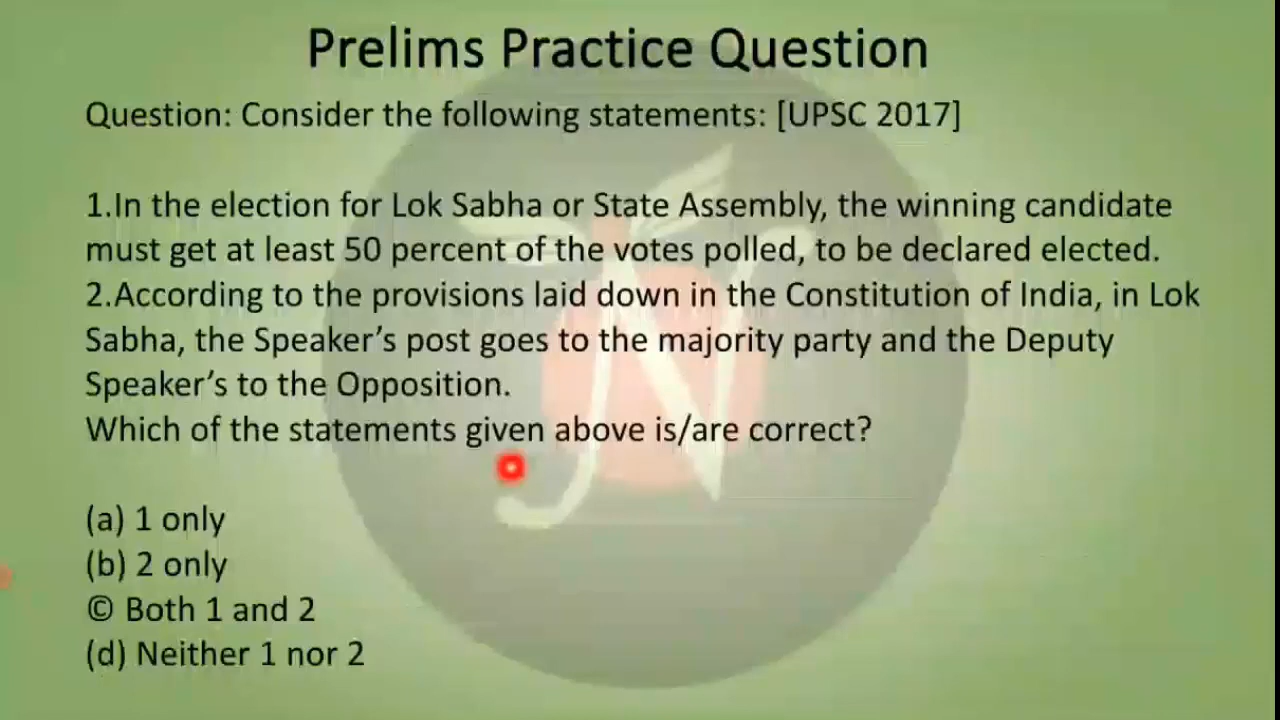 Prelims Practice Question
Question: Consider the following statements: [UPSC 2017]
1.In the election for Lok Sabha or State Assembly, the winning candidate
must get at least 50 percent of the votes polled, to be declared elected.
2.According to the provisions laid down in the Constitution of India, in Lok
Sabha, the Speaker’s post goes to the majority party and the Deputy
Speaker’s to the Opposition.
Which of the statements given above is/are correct?
(a) 1 only
(b) 2 only
© Both 1 and 2
(d) Neither 1 nor 2